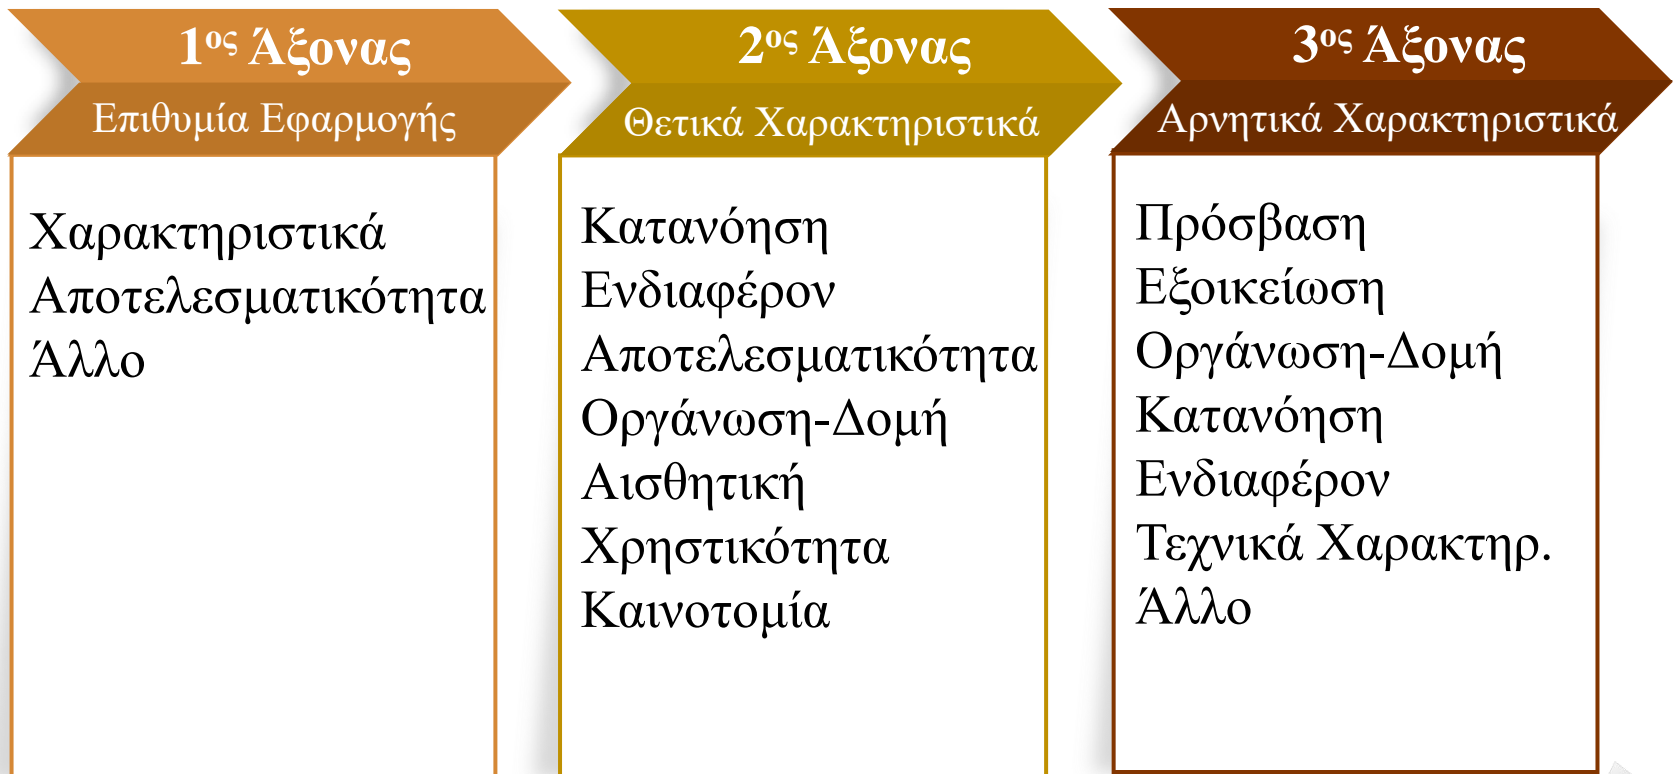 1ος Άξονας
Επιθυμία Εφαρμογής
Χαρακτηριστικά
Αποτελεσματικότητα
Άλλο
2ος Άξονας
Θετικά Χαρακτηριστικά
Κατανόηση
Ενδιαφέρον
Αποτελεσματικότητα
Οργάνωση-Δομή
Αισθητική
Χρηστικότητα
Καινοτομία
3ος Άξονας
Αρνητικά Χαρακτηριστικά
Πρόσβαση
Εξοικείωση
Οργάνωση-Δομή
Κατανόηση
Ενδιαφέρον
Τεχνικά Χαρακτηρ.
Άλλο